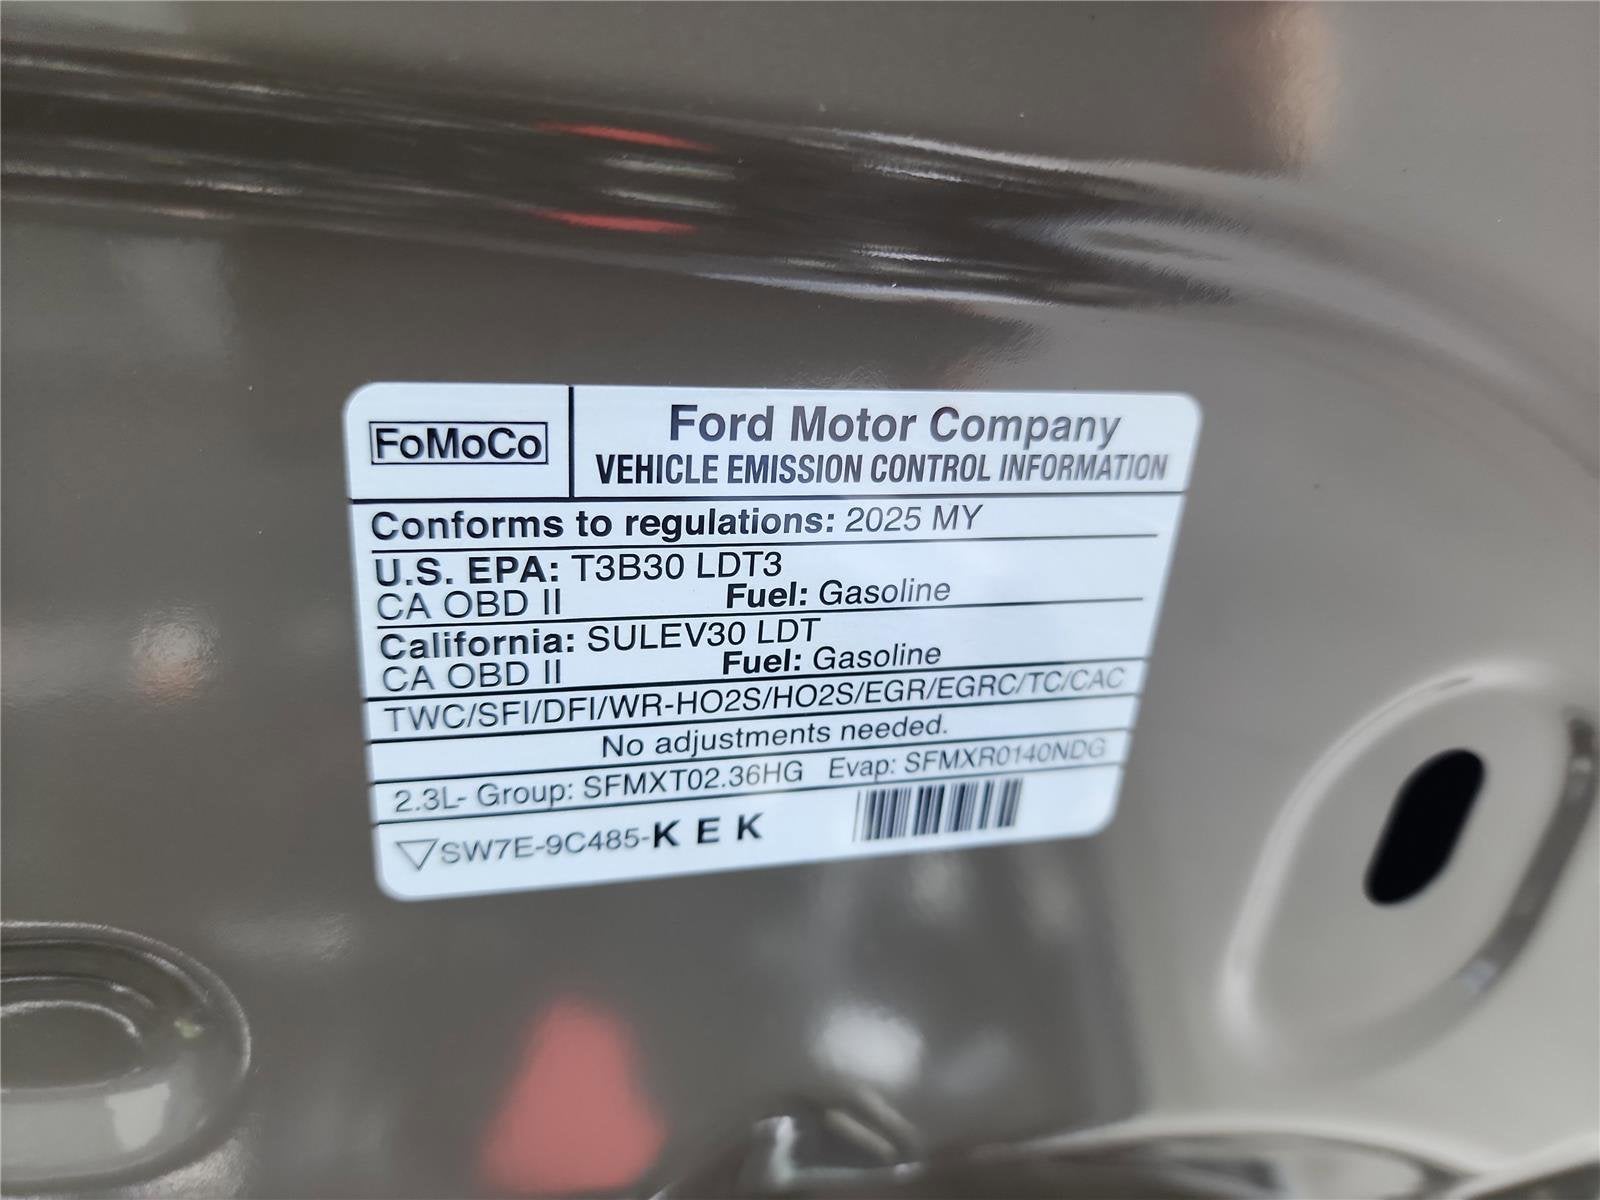 FoMoCo
Ford Motor Company
VEHICLE EMISSION CONTROL INFORMATION
Conforms to regulations: 2025 MY
U.S. EPA: T3B30 LDT3
CA OBD II Fuel: Gasoline
California: SULEV30 LDT
CA OBD II Fuel: Gasoline
TWC/SFI/DFI/WR-HO2S/HO2S/EGR/EGRC/TC/CAC
No adjustments needed.
2.3L- Group: SFMXT02.36HG Evap: SFMXR0140NDG
SW7E-9C485-K E K